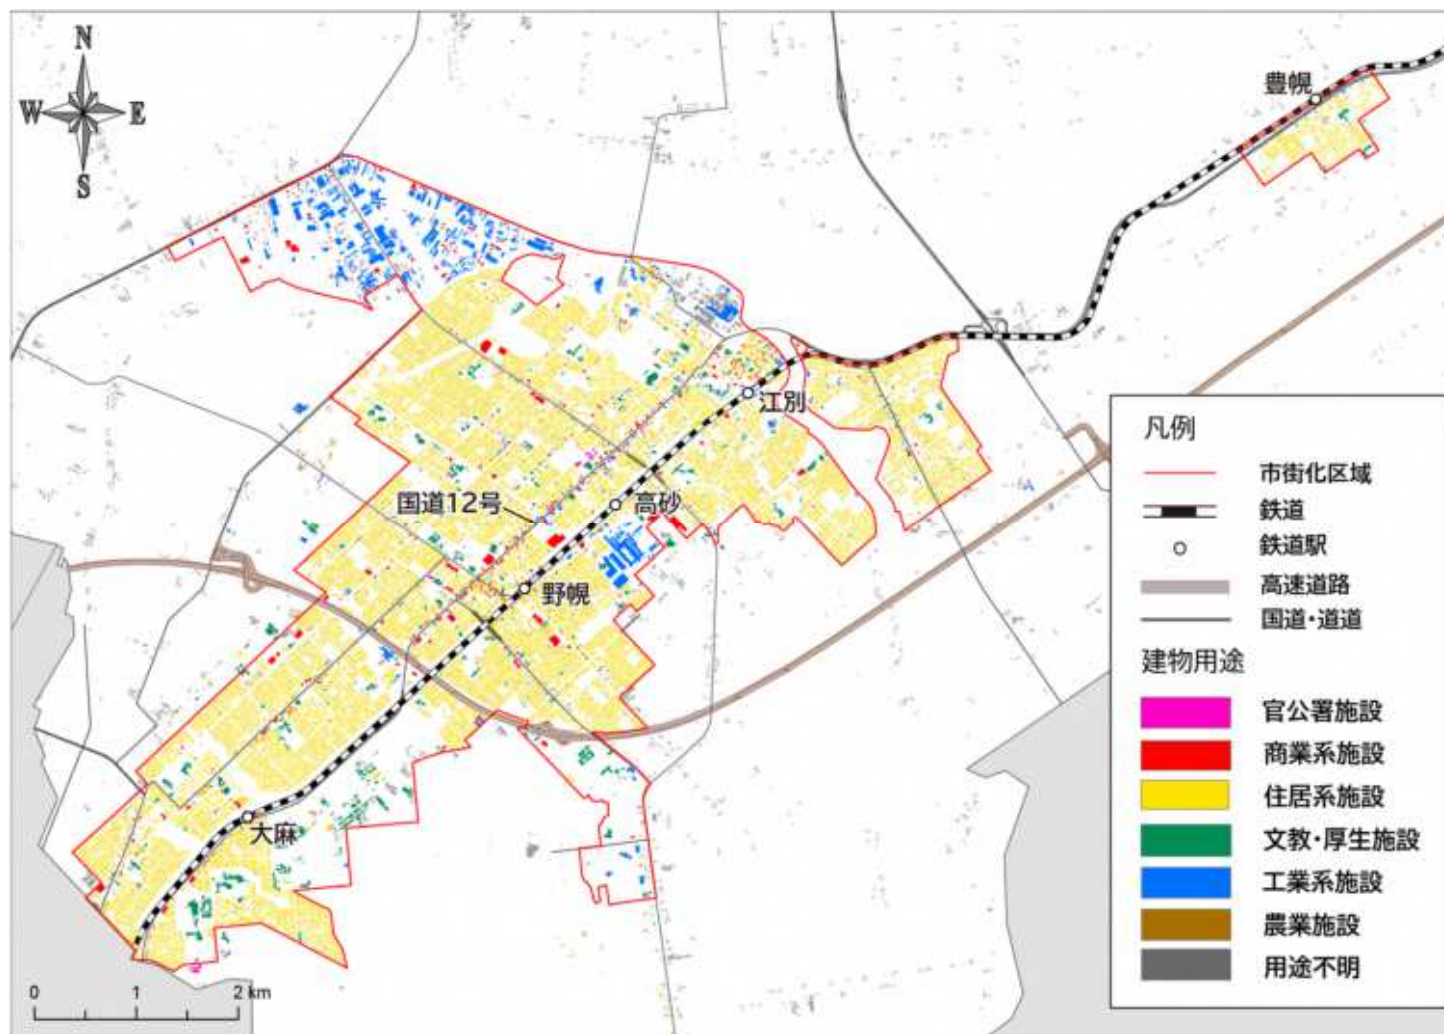 N
W
E
S
豊幌
江別
国道12号
高砂
野幌
大麻
0 1 2 km
凡例
市街化区域
鉄道
鉄道駅
高速道路
国道・道道
建物用途
官公署施設
商業系施設
住居系施設
文教・厚生施設
工業系施設
農業施設
用途不明